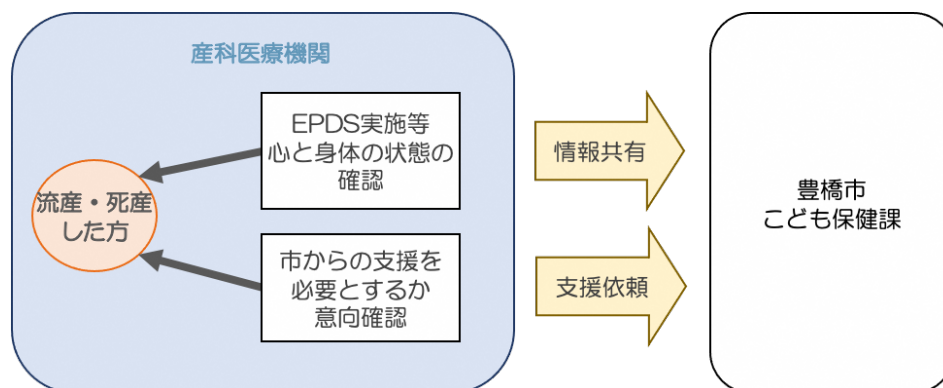 産科医療機関
EPDS実施等
心と身体の状態の
確認
流産・死産
した方
市からの支援を
必要とするか
意向確認
情報共有
支援依頼
豊橋市
こども保健課